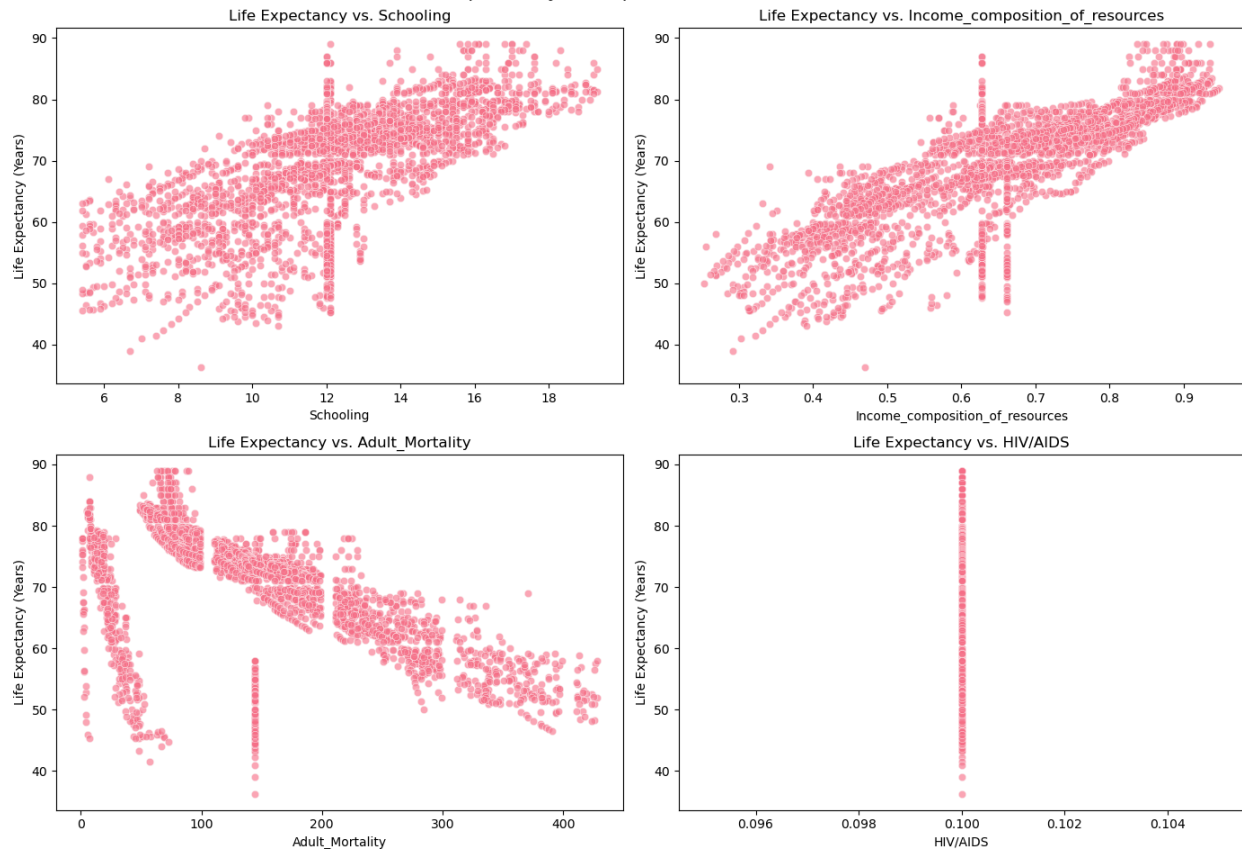 Life Expectancy vs. Schooling
90
80
70
60
50
40
Life Expectancy (Years)
6 8 10 12 14 16 18
Schooling
Life Expectancy vs. Income_composition_of_resources
90
80
70
60
50
40
Life Expectancy (Years)
0.3 0.4 0.5 0.6 0.7 0.8 0.9
Income_composition_of_resources
Life Expectancy vs. Adult_Mortality
90
80
70
60
50
40
Life Expectancy (Years)
0 100 200 300 400
Adult_Mortality
Life Expectancy vs. HIV/AIDS
90
80
70
60
50
40
Life Expectancy (Years)
0.096 0.098 0.100 0.102 0.104
HIV/AIDS